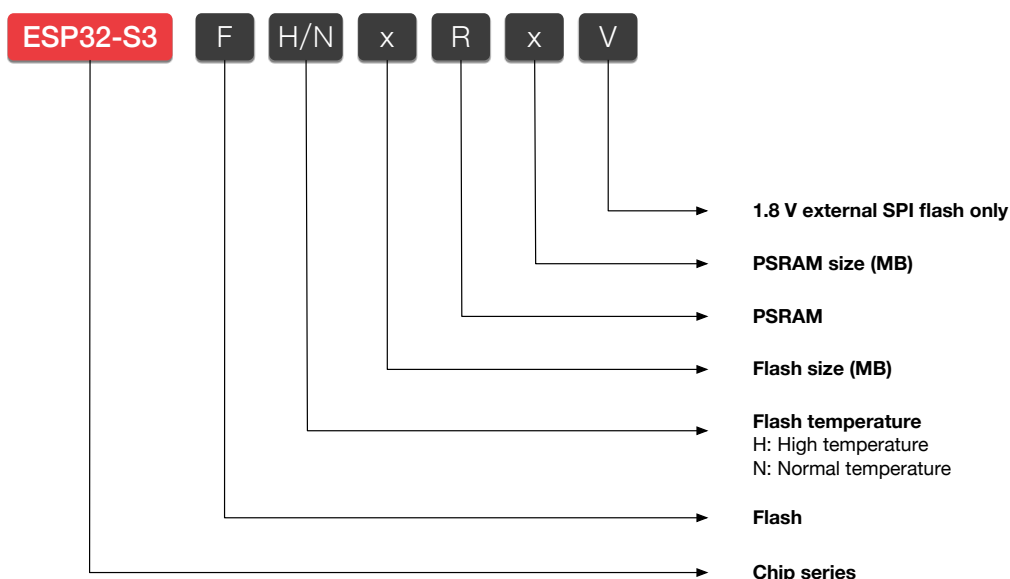 ESP32-S3 F H/N x R x V
1.8 V external SPI flash only
PSRAM size (MB)
PSRAM
Flash size (MB)
Flash temperature
H: High temperature
N: Normal temperature
Flash
Chip series